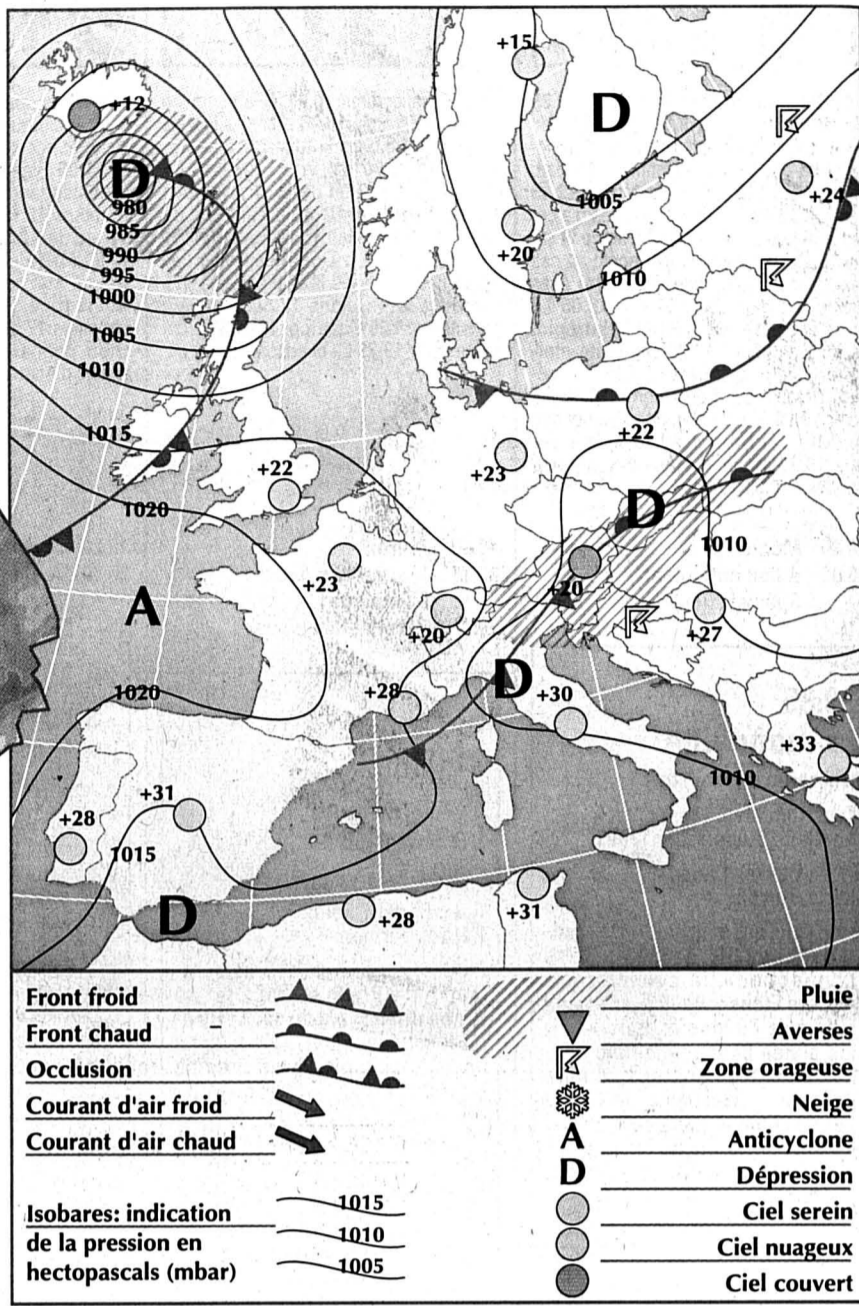 +15
+12
D
D
980
985
990
995
1000
1005
1010
1015
1020
1005
+24
+20
1010
+22
+22
+23
D
1010
+23
+20
+20
+27
A
1020
+28
D
+30
+33
1010
+31
+28
1015
D
+28
+31
Front froid
Front chaud
Occlusion
Courant d'air froid
Courant d'air chaud
Isobares: indication
de la pression en
hectopascals (mbar)
1015
1010
1005
Pluie
Averses
Zone orageuse
Neige
A Anticyclone
D Dépression
Ciel serein
Ciel nuageux
Ciel couvert